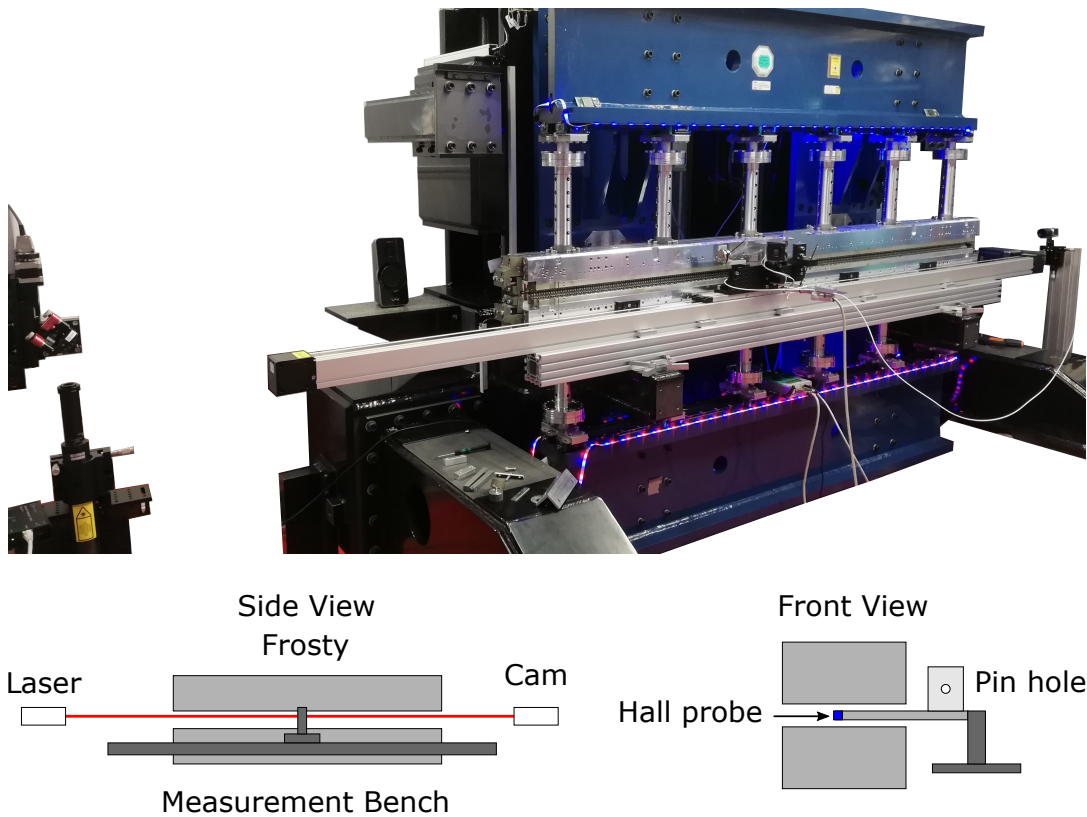 Side View
Frosty
Laser
Cam
Measurement Bench
Front View
Pin hole
Hall probe